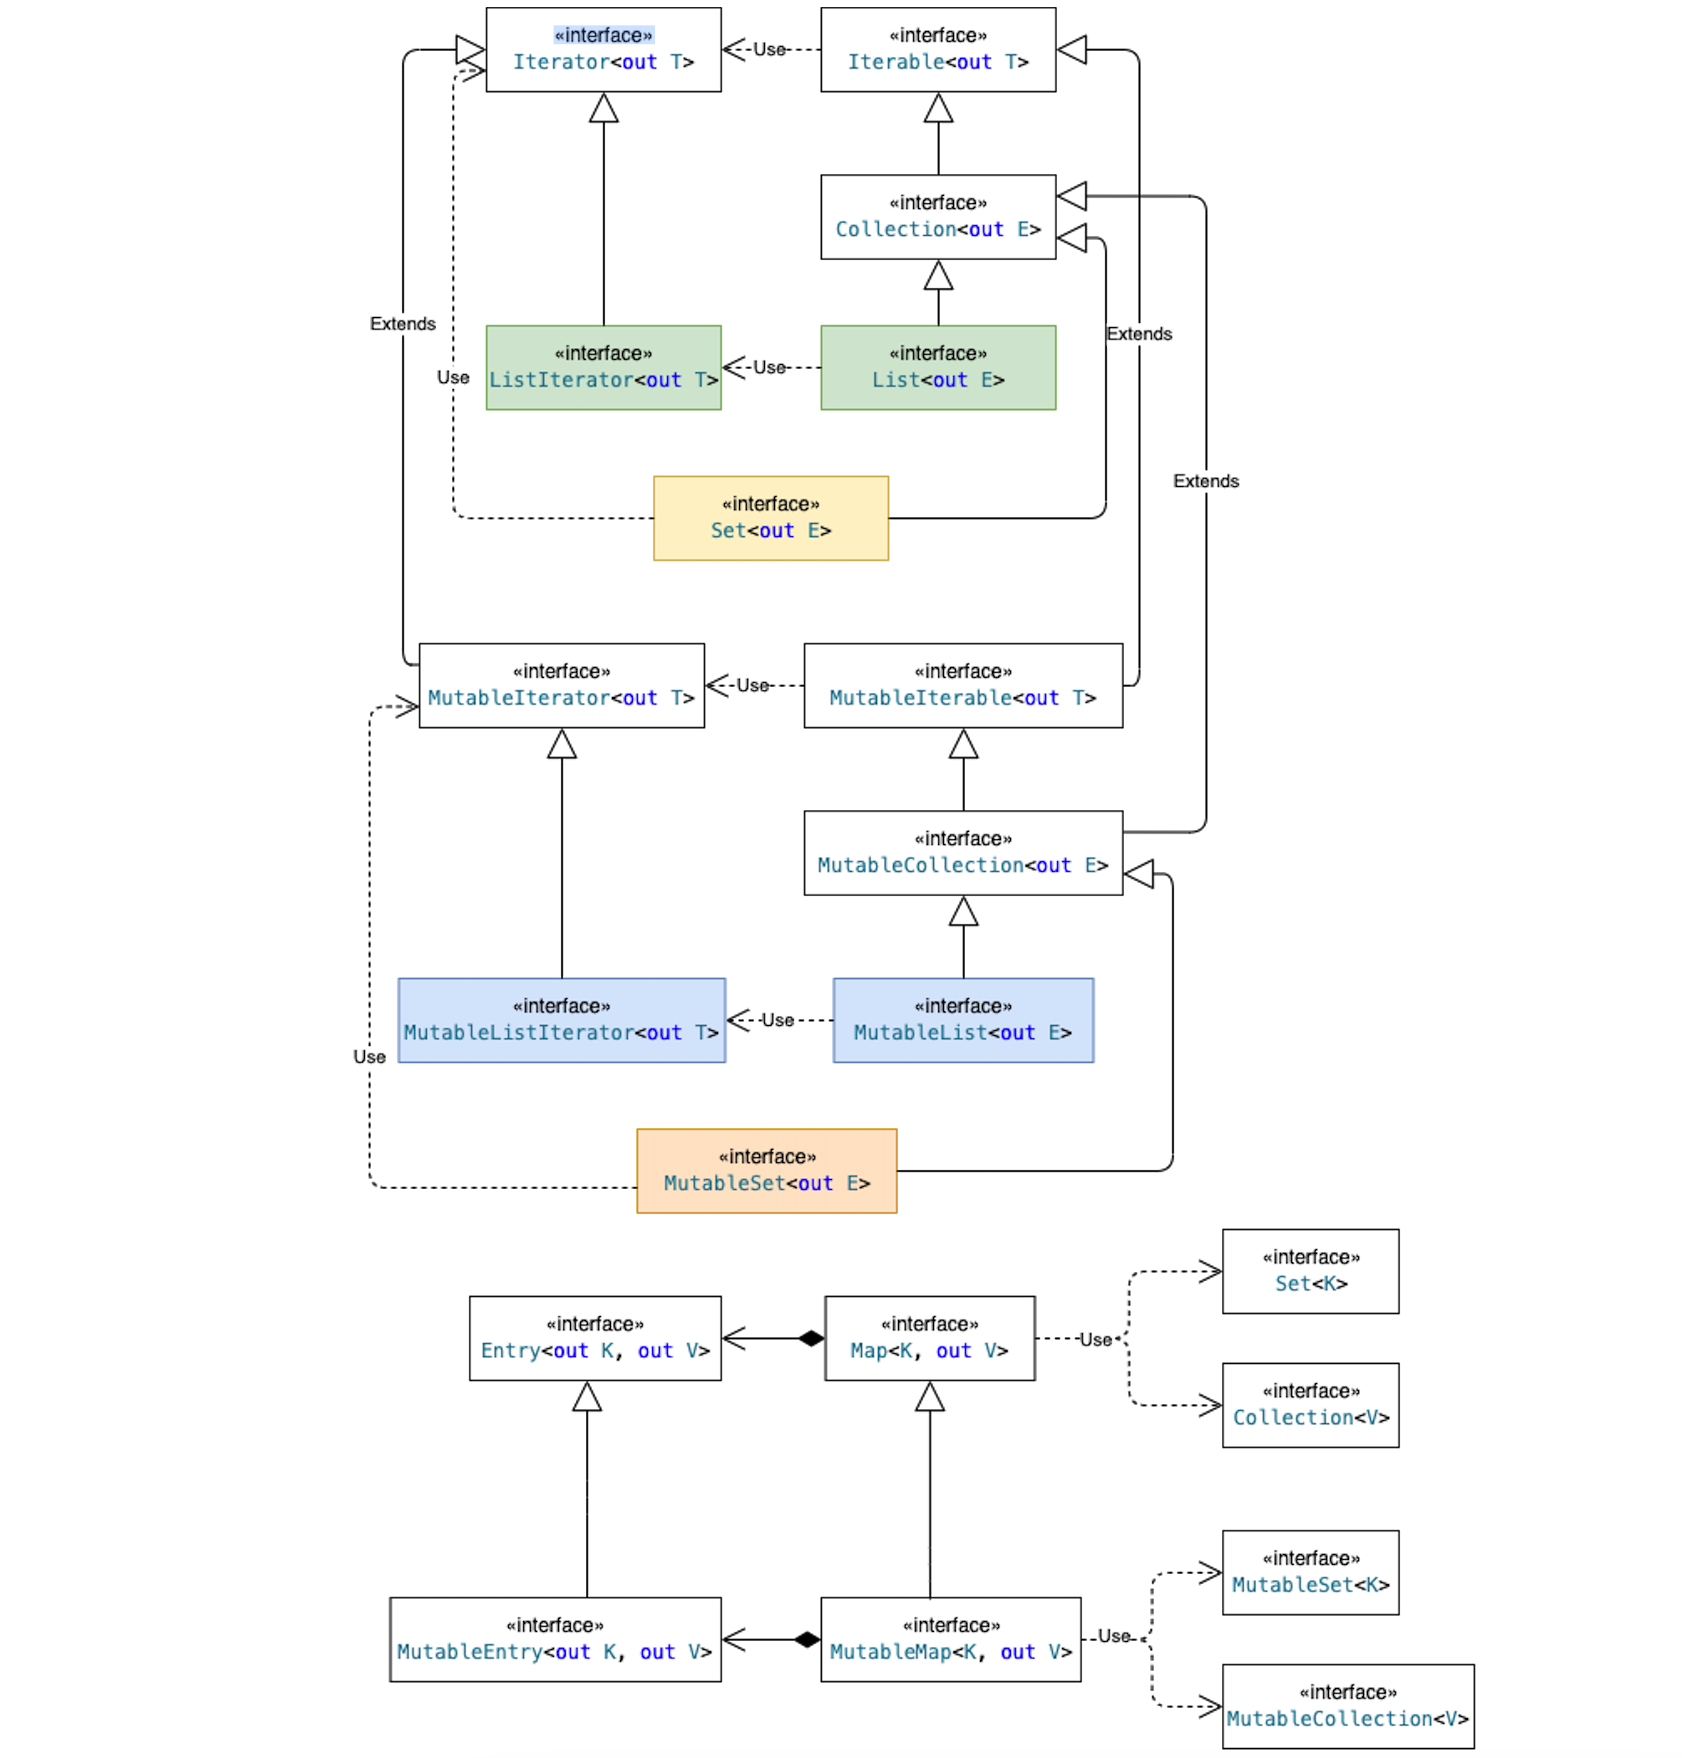 «interface»
Iterator<out T>
Use
«interface»
Iterable<out T>
«interface»
Collection<out E>
Extends
Use
«interface»
ListIterator<out T>
Use
«interface»
List<out E>
Extends
Extends
«interface»
Set<out E>
«interface»
MutableIterator<out T>
Use
«interface»
MutableIterable<out T>
«interface»
MutableCollection<out E>
«interface»
MutableListIterator<out T>
Use
«interface»
MutableList<out E>
Use
«interface»
MutableSet<out E>
«interface»
Set<K>
«interface»
Entry<out K, out V>
«interface»
Map<K, out V>
Use
«interface»
Collection<V>
«interface»
MutableSet<K>
«interface»
MutableEntry<out K, out V>
«interface»
MutableMap<K, out V>
Use
«interface»
MutableCollection<V>